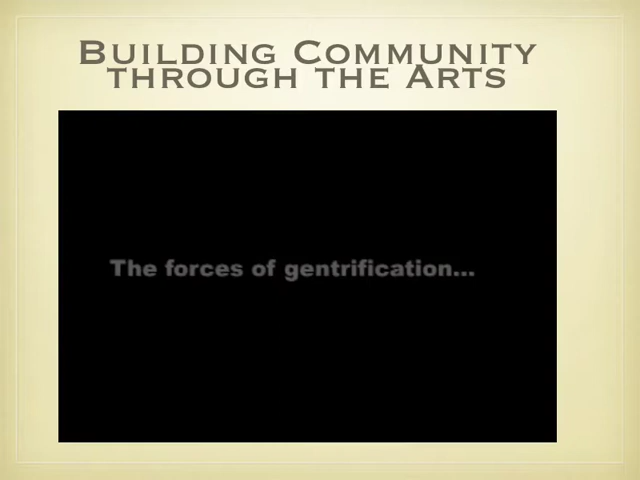 Building Community
through the Arts
The forces of gentrification...